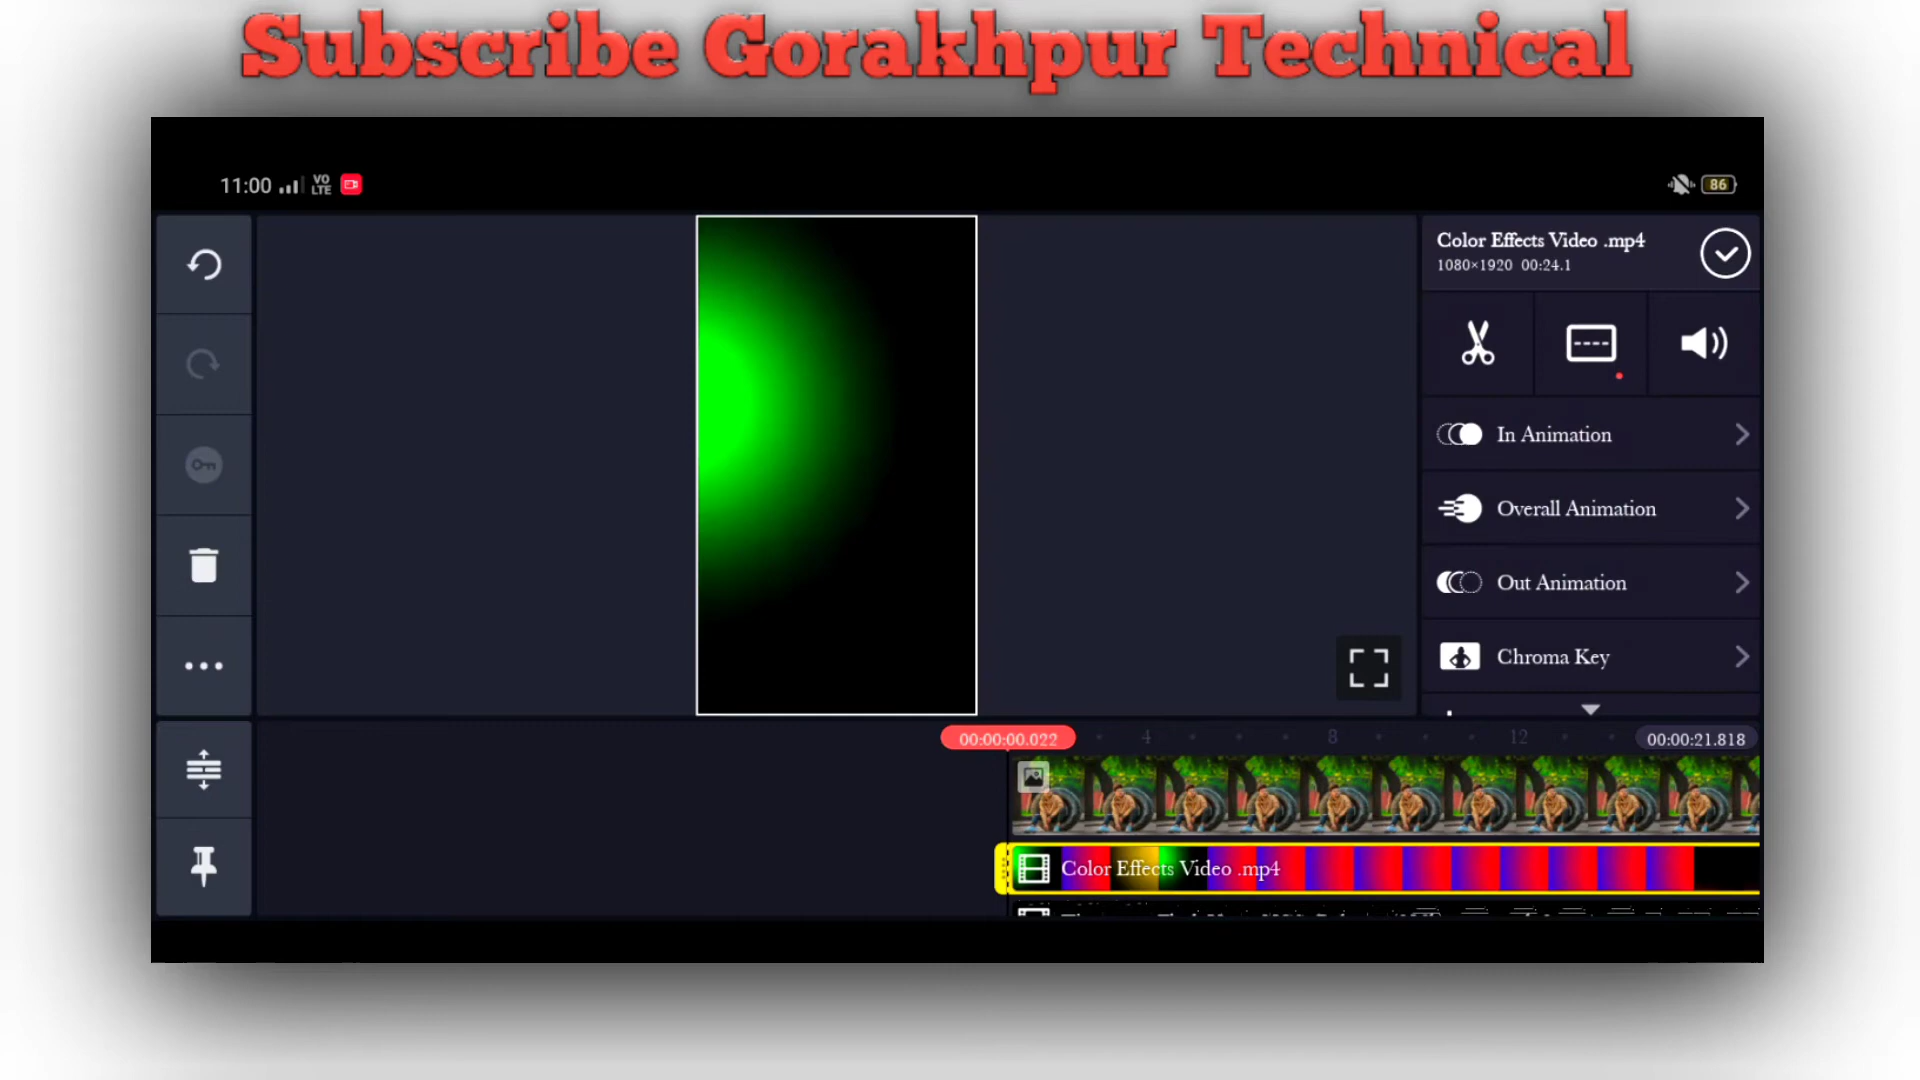 Subscribe Gorakhpur Technical
11:00 VO LTE
86
Color Effects Video .mp4
1080×1920 00:24.1
In Animation
Overall Animation
Out Animation
Chroma Key
00:00:00.022 4 8 12 00:00:21.818
Color Effects Video .mp4